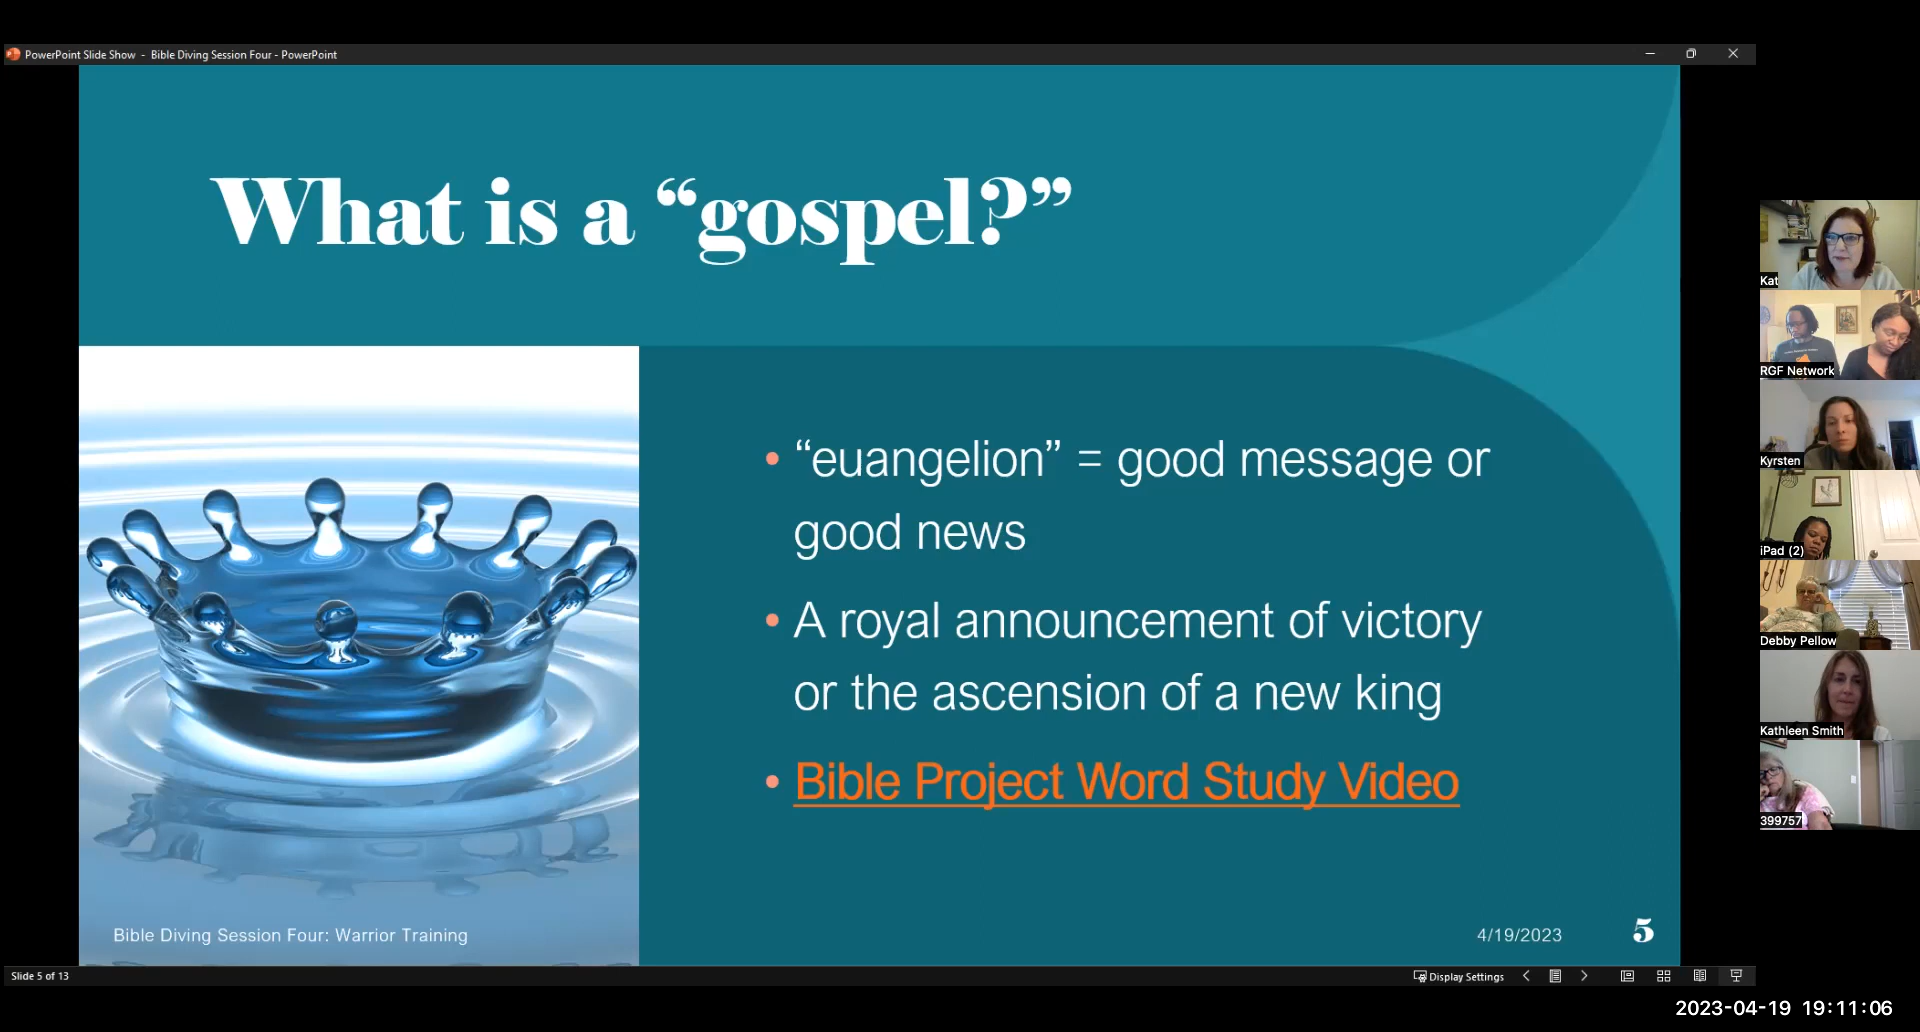 PowerPoint Slide Show - Bible Diving Session Four - PowerPoint
What is a “gospel?”
• “euangelion” = good message or
good news
• A royal announcement of victory
or the ascension of a new king
• Bible Project Word Study Video
Bible Diving Session Four: Warrior Training
4/19/2023
5
Slide 5 of 13
Display Settings
Kat
RGF Network
Kyrsten
iPad (2)
Debby Pellow
Kathleen Smith
399757
2023-04-19 19:11:06